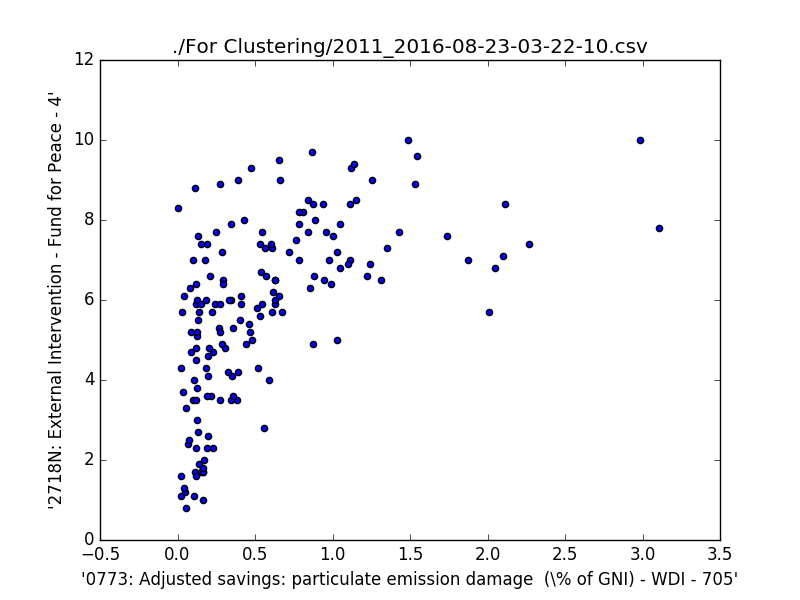 ./For Clustering/2011_2016-08-23-03-22-10.csv
12
10
8
6
4
2
0
'2718N: External Intervention - Fund for Peace - 4'
−0.5 0.0 0.5 1.0 1.5 2.0 2.5 3.0 3.5
'0773: Adjusted savings: particulate emission damage  (\% of GNI) - WDI - 705'